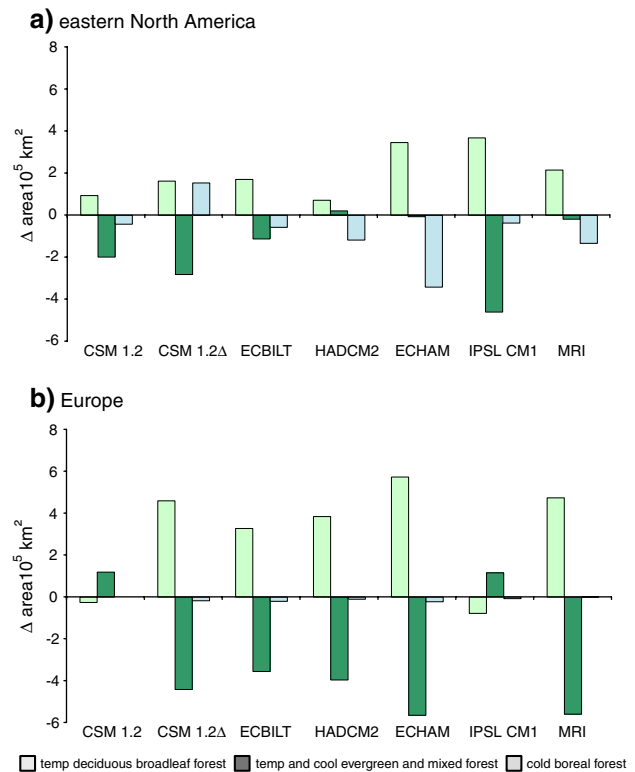 a) eastern North America
8
6
4
2
0
-2
-4
-6
Δ area10⁵ km²
CSM 1.2 CSM 1.2Δ ECBILT HADCM2 ECHAM IPSL CM1 MRI
b) Europe
8
6
4
2
0
-2
-4
-6
Δ area10⁵ km²
CSM 1.2 CSM 1.2Δ ECBILT HADCM2 ECHAM IPSL CM1 MRI
temp deciduous broadleaf forest temp and cool evergreen and mixed forest cold boreal forest